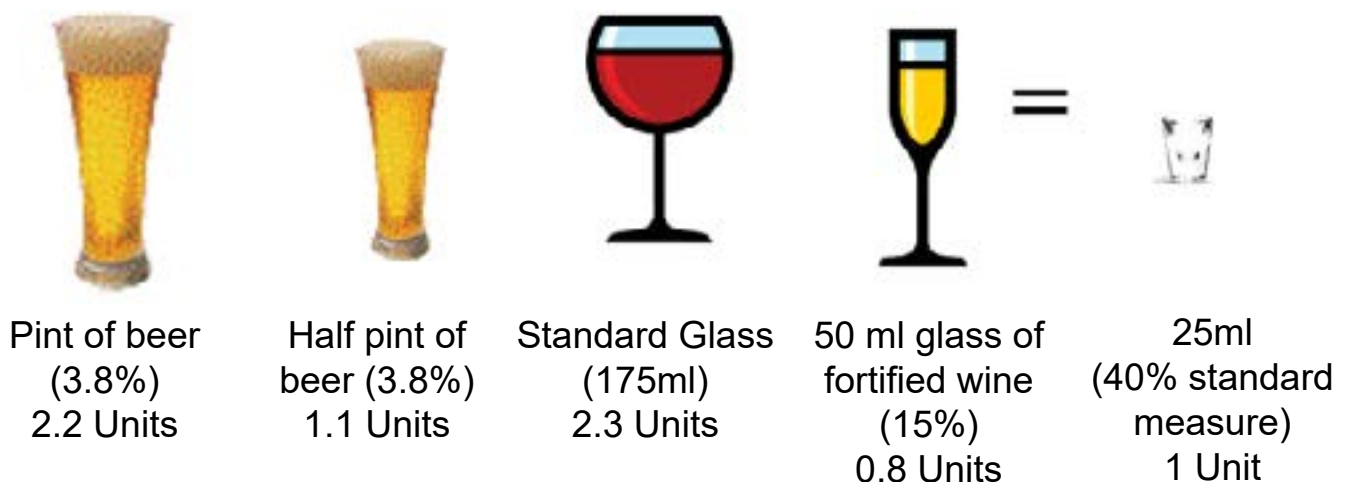 =
Pint of beer
(3.8%)
2.2 Units
Half pint of
beer (3.8%)
1.1 Units
Standard Glass
(175ml)
2.3 Units
50 ml glass of
fortified wine
(15%)
0.8 Units
25ml
(40% standard
measure)
1 Unit